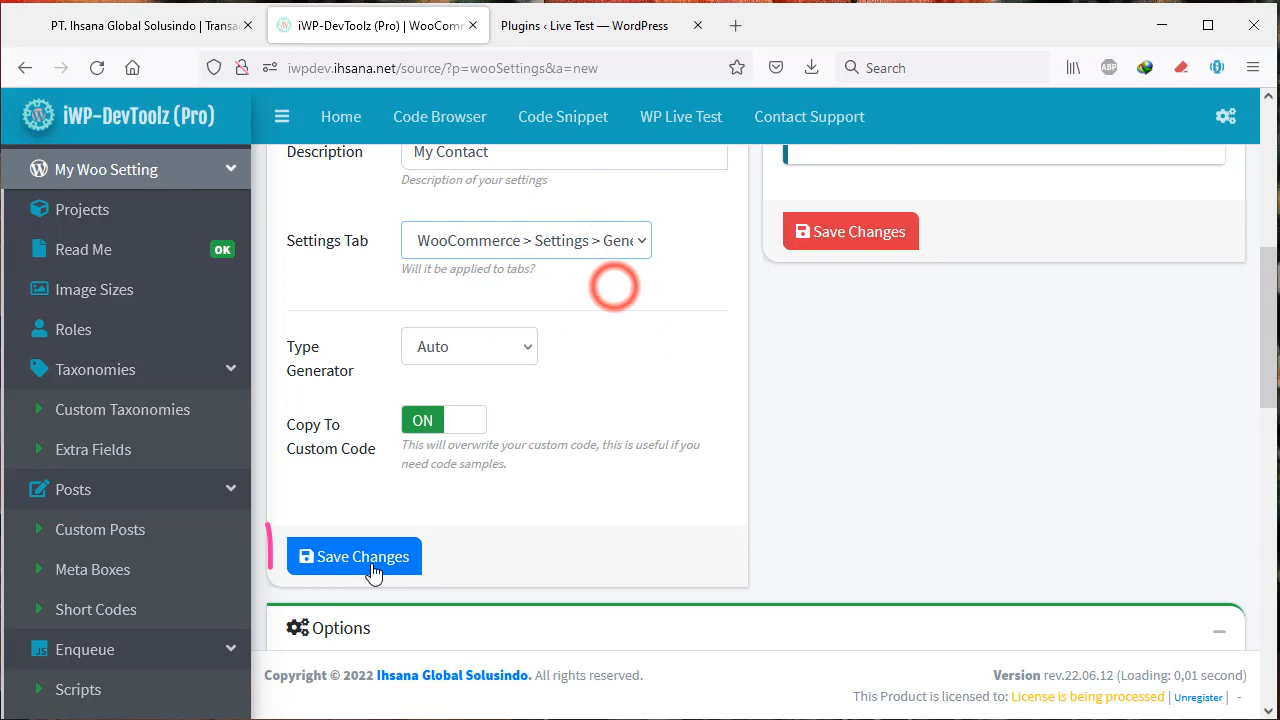 PT. Ihsana Global Solusindo | Transa
iWP-DevToolz (Pro) | WooComm
Plugins ‹ Live Test — WordPress
iwpdev.ihsana.net/source/?p=wooSettings&a=new
Search
ABP
iWP-DevToolz (Pro)
Home
Code Browser
Code Snippet
WP Live Test
Contact Support
My Woo Setting
Projects
Read Me
OK
Image Sizes
Roles
Taxonomies
Custom Taxonomies
Extra Fields
Posts
Custom Posts
Meta Boxes
Short Codes
JS
Enqueue
Scripts
Description
My Contact
Description of your settings
Settings Tab
WooCommerce > Settings > Gene
Will it be applied to tabs?
Type
Generator
Auto
Copy To
Custom Code
ON
This will overwrite your custom code, this is useful if you
need code samples.
Save Changes
Save Changes
Options
Copyright © 2022 Ihsana Global Solusindo. All rights reserved.
Version rev.22.06.12 (Loading: 0,01 second)
This Product is licensed to: License is being processed | Unregister | -